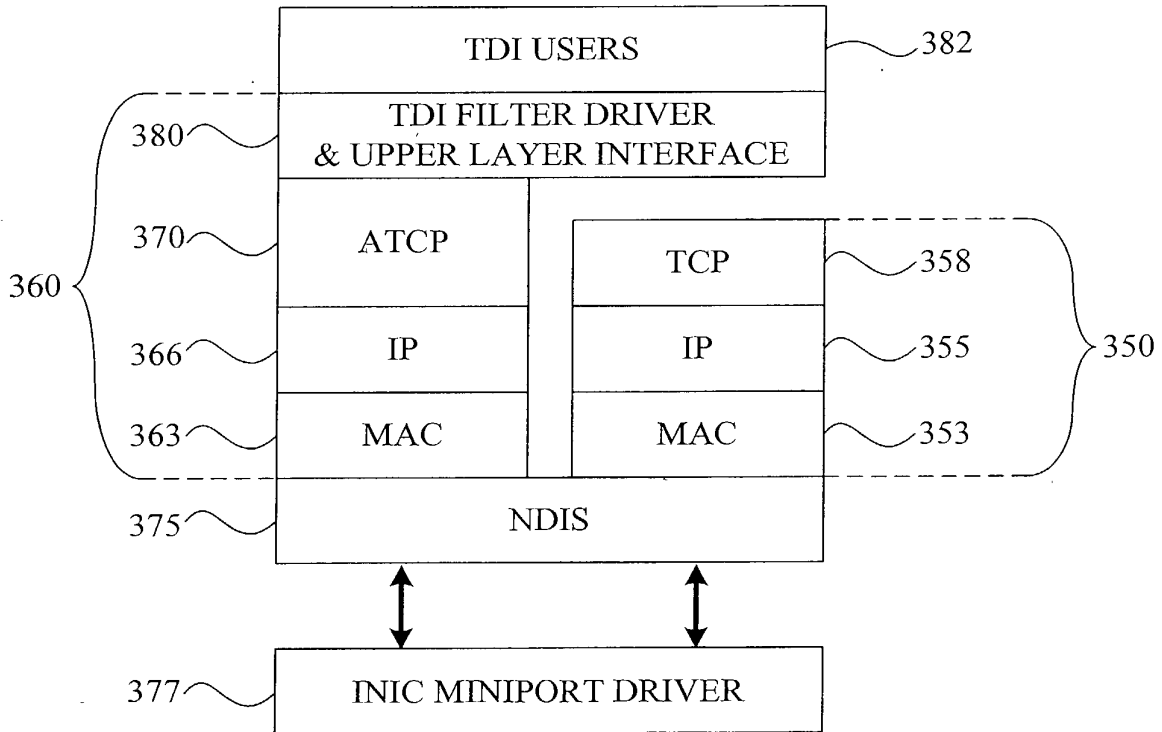 TDI USERS
382
380
TDI FILTER DRIVER
& UPPER LAYER INTERFACE
370
ATCP
TCP
358
360
366
IP
IP
355
350
363
MAC
MAC
353
375
NDIS
377
INIC MINIPORT DRIVER